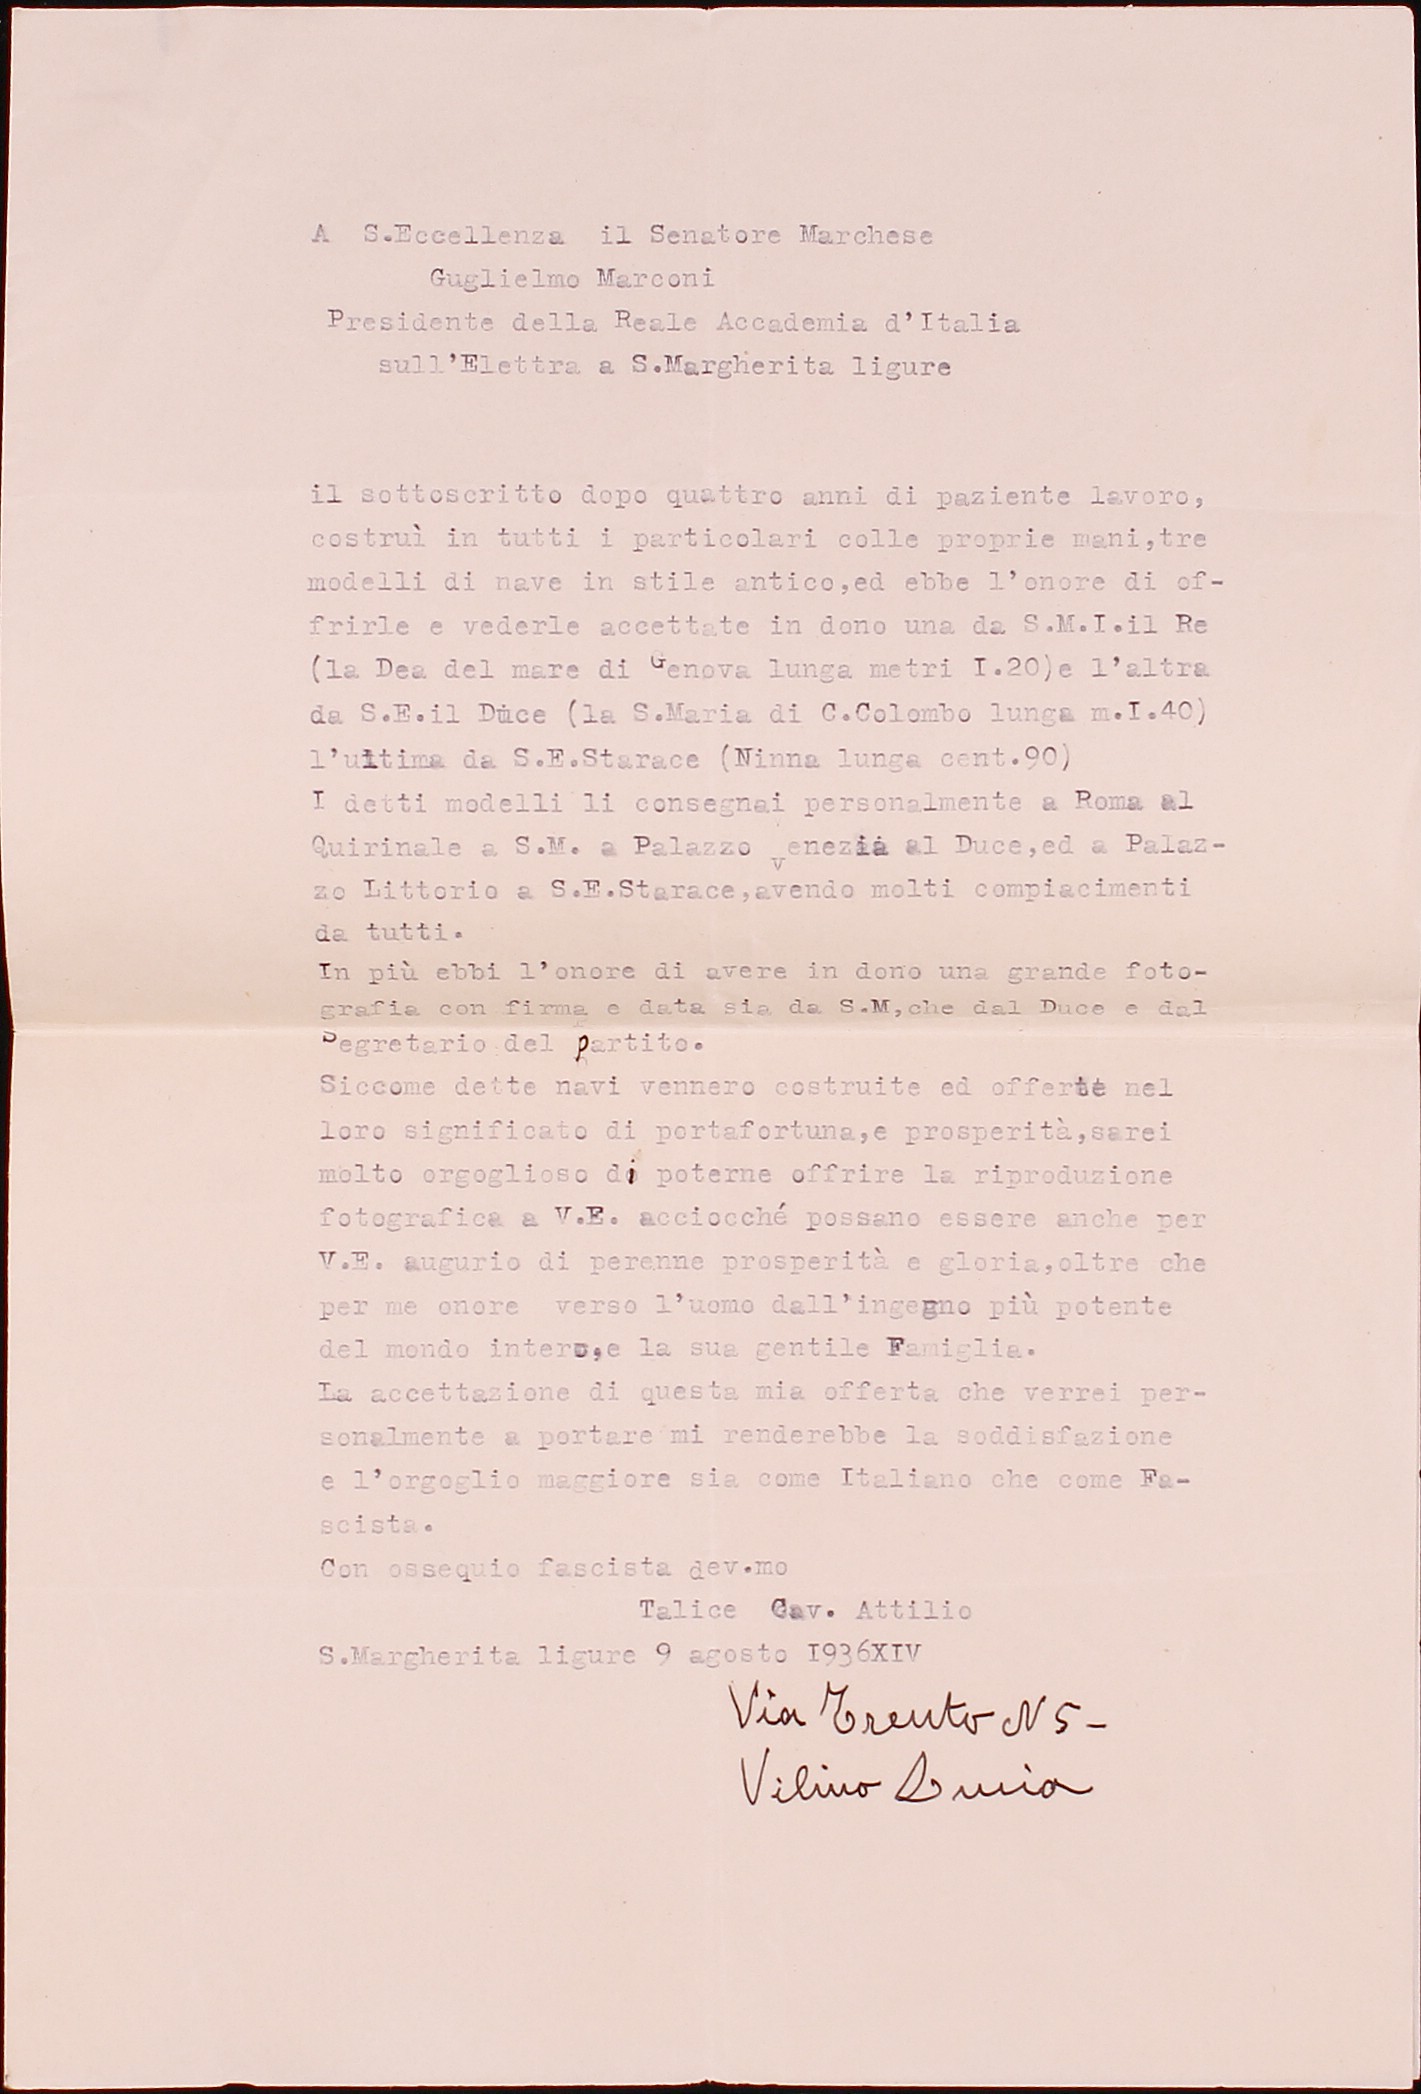 A S.Eccellenza il Senatore Marchese
Guglielmo Marconi
Presidente della Reale Accademia d'Italia
sull'Elettra a S.Margherita ligure
il sottoscritto dopo quattro anni di paziente lavoro,
costruì in tutti i particolari colle proprie mani,tre
modelli di nave in stile antico,ed ebbe l'onore di of-
frirle e vederle accettate in dono una da S.M.I.il Re
(la Dea del mare di Genova lunga metri I.20)e l'altra
da S.E.il Duce (la S.Maria di C.Colombo lunga m.I.40)
l'ultima da S.E.Starace (Ninna lunga cent.90)
I detti modelli li consegnai personalmente a Roma al
Quirinale a S.M. a Palazzo venezia al Duce,ed a Palaz-
zo Littorio a S.E.Starace,avendo molti compiacimenti
da tutti.
In più ebbi l'onore di avere in dono una grande foto-
grafia con firma e data sia da S.M,che dal Duce e dal
Segretario del partito.
Siccome dette navi vennero costruite ed offerte nel
loro significato di portafortuna,e prosperità,sarei
molto orgoglioso di poterne offrire la riproduzione
fotografica a V.E. acciocché possano essere anche per
V.E. augurio di perenne prosperità e gloria,oltre che
per me onore verso l'uomo dall'ingegno più potente
del mondo intero,e la sua gentile Famiglia.
La accettazione di questa mia offerta che verrei per-
sonalmente a portare mi renderebbe la soddisfazione
e l'orgoglio maggiore sia come Italiano che come Fa-
scista.
Con ossequio fascista dev.mo
Talice Cav. Attilio
S.Margherita ligure 9 agosto I936XIV
Via Trento N 5-
Vilino Lucia